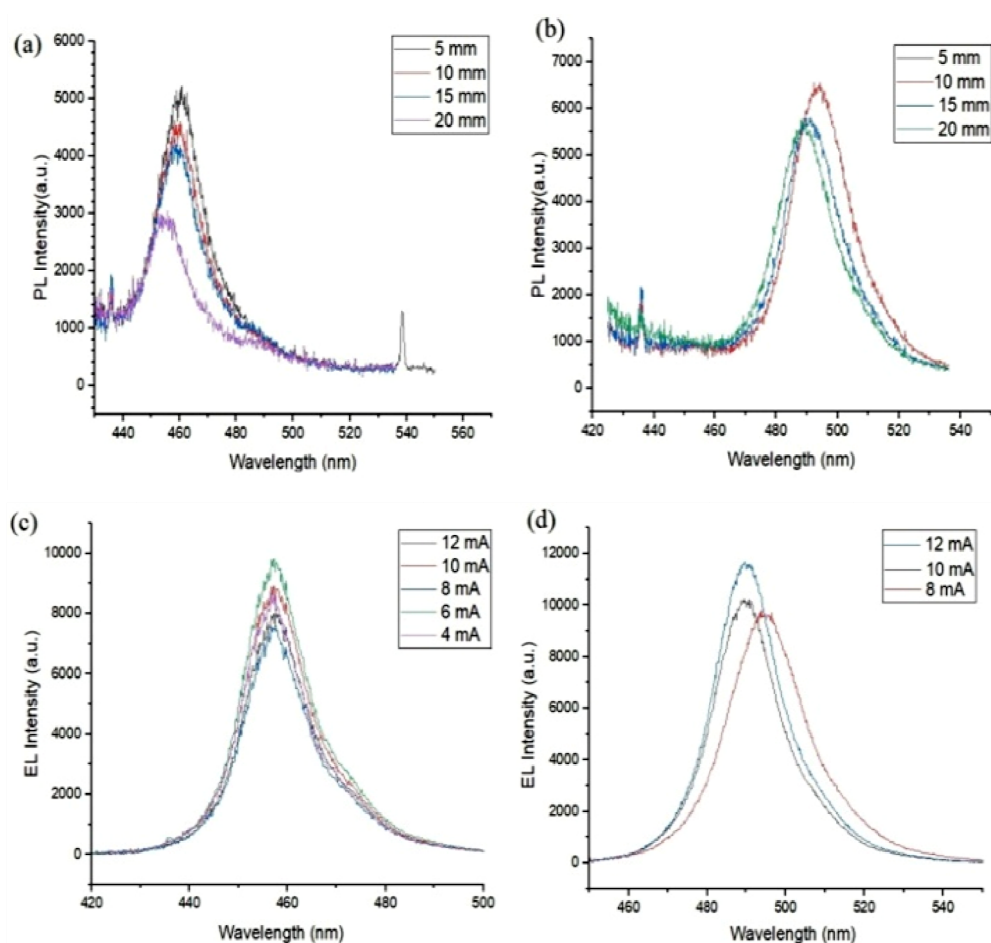 (a)
6000
5000
4000
3000
2000
1000
0
PL Intensity(a.u.)
5 mm
10 mm
15 mm
20 mm
440 460 480 500 520 540 560
Wavelength (nm)
(b)
7000
6000
5000
4000
3000
2000
1000
0
PL Intensity(a.u.)
5 mm
10 mm
15 mm
20 mm
420 440 460 480 500 520 540
Wavelength (nm)
(c)
10000
8000
6000
4000
2000
0
EL Intensity (a.u.)
12 mA
10 mA
8 mA
6 mA
4 mA
420 440 460 480 500
Wavelength (nm)
(d)
12000
10000
8000
6000
4000
2000
0
EL Intensity (a.u.)
12 mA
10 mA
8 mA
460 480 500 520 540
Wavelength (nm)